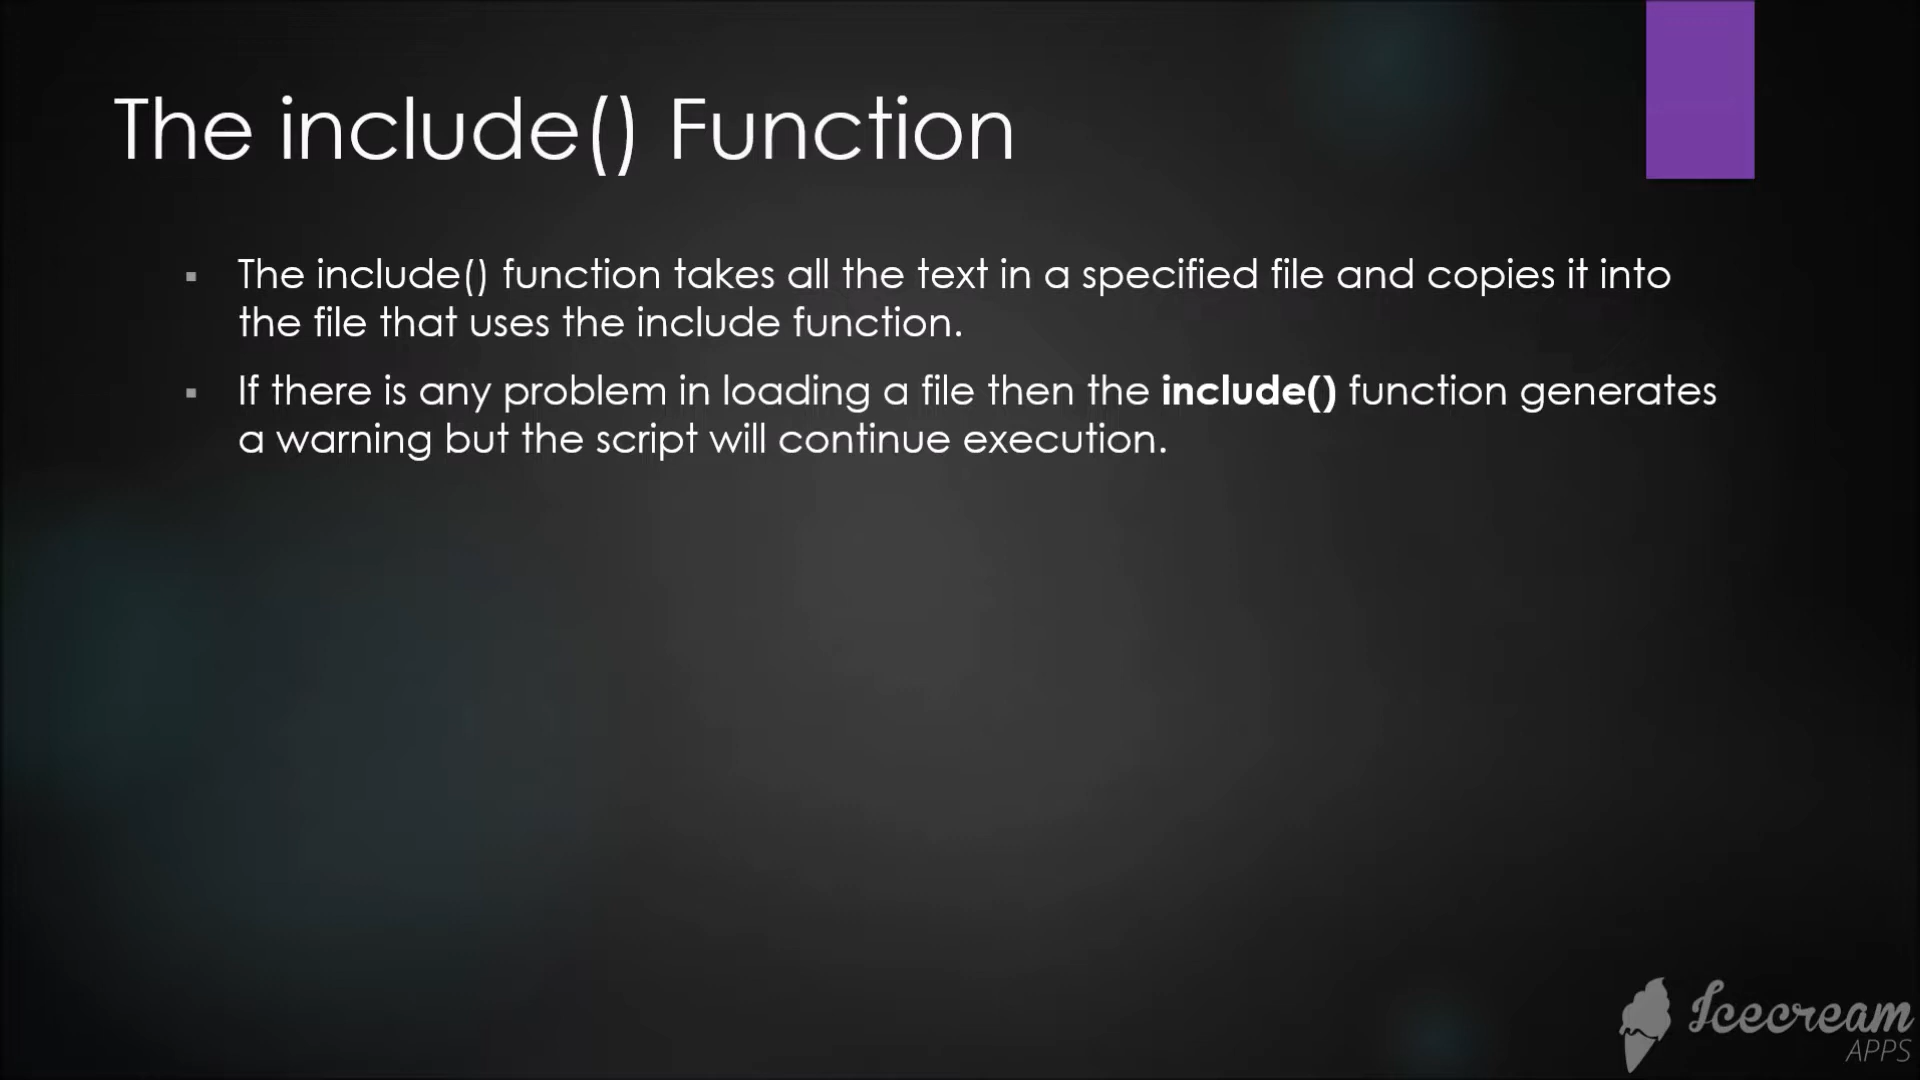 The include() Function
▪ The include() function takes all the text in a specified file and copies it into
the file that uses the include function.
▪ If there is any problem in loading a file then the include() function generates
a warning but the script will continue execution.
Icecream
APPS